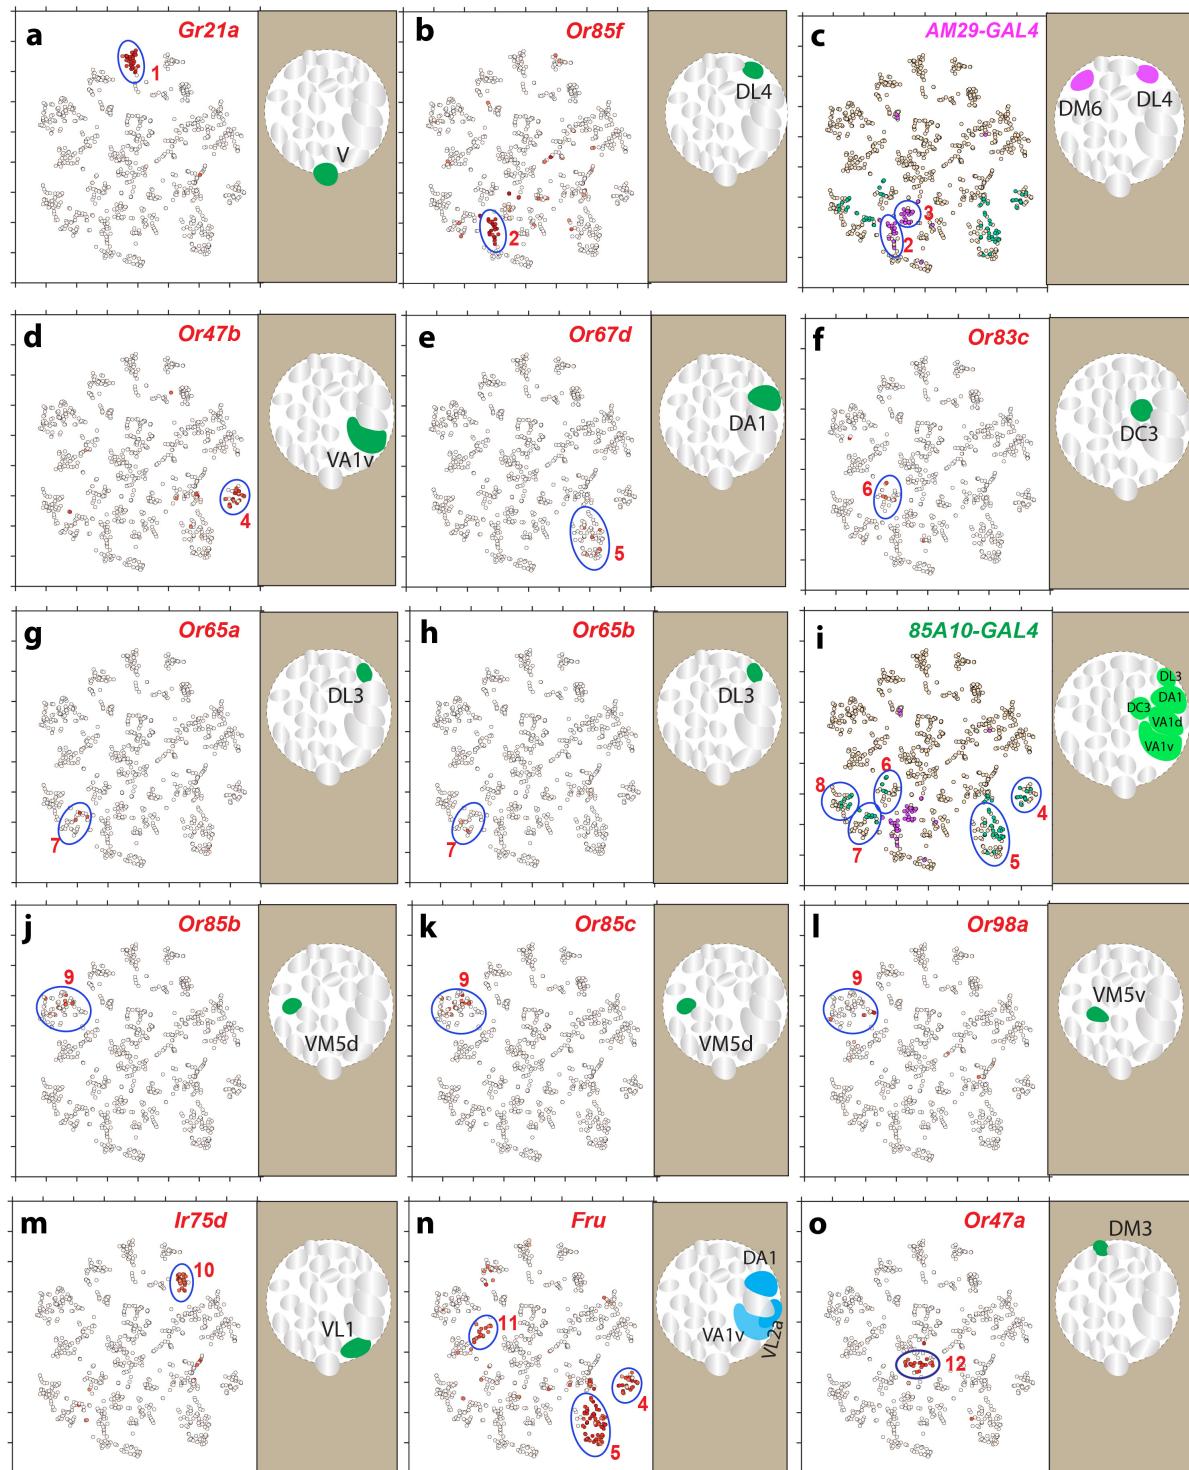 a Gr21a
1
V
b Or85f
2
DL4
c AM29-GAL4
3
2
DM6
DL4
d Or47b
4
VA1v
e Or67d
5
DA1
f Or83c
6
DC3
g Or65a
7
DL3
h Or65b
7
DL3
i 85A10-GAL4
6
8
4
7
5
DL3
DA1
DC3
VA1d
VA1v
j Or85b
9
VM5d
k Or85c
9
VM5d
l Or98a
9
VM5v
m Ir75d
10
VL1
n Fru
11
4
5
DA1
VA1v
VL2a
o Or47a
12
DM3